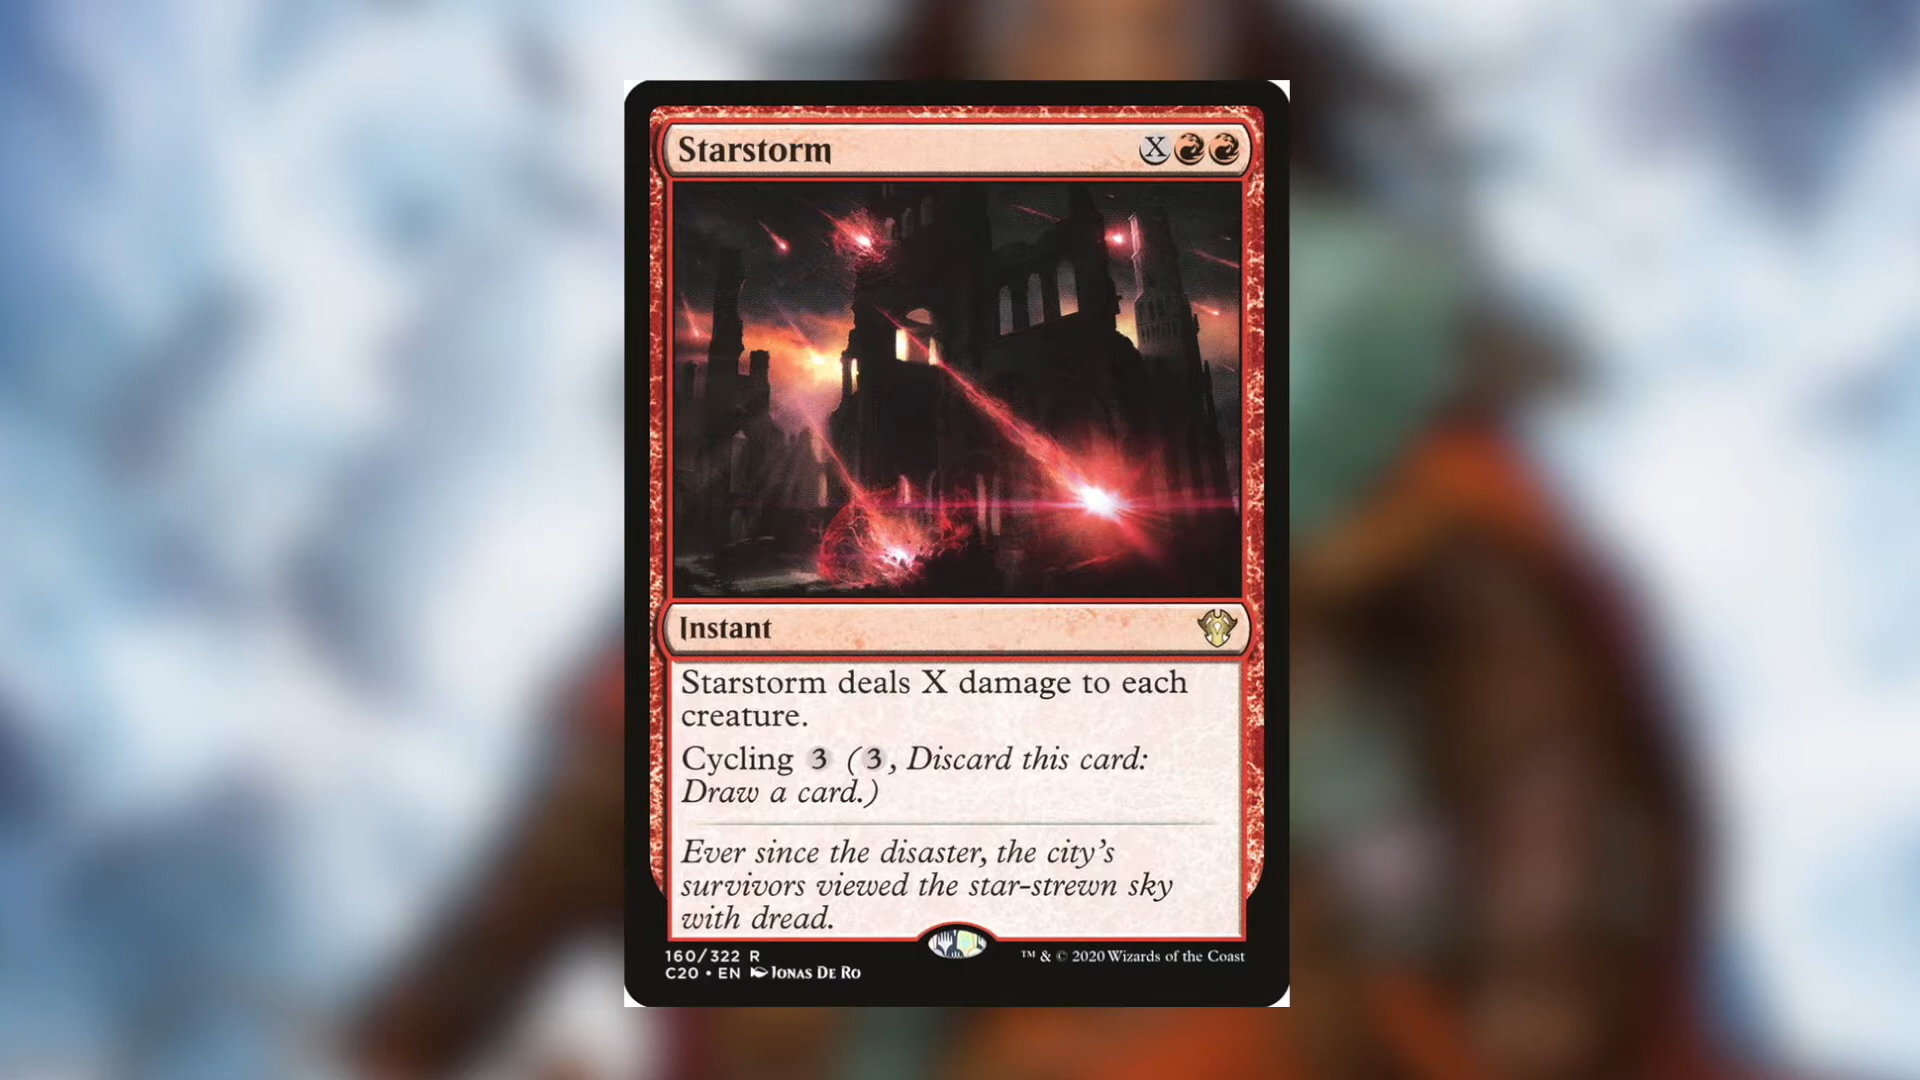 Starstorm X
Instant
Starstorm deals X damage to each
creature.
Cycling 3 (3, Discard this card:
Draw a card.)
Ever since the disaster, the city's
survivors viewed the star-strewn sky
with dread.
160/322 R
C20 • EN Jonas De Ro
™ & © 2020 Wizards of the Coast